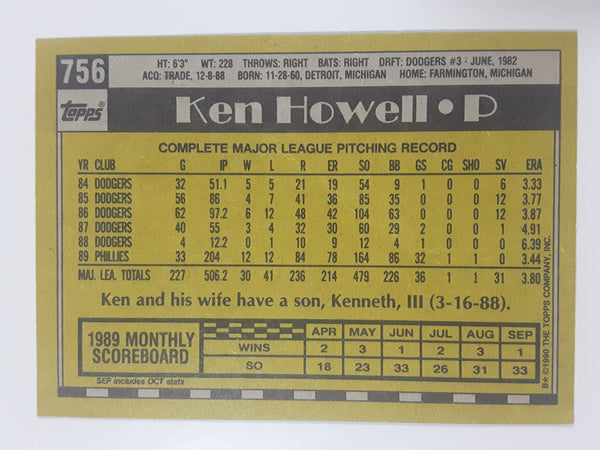 756
HT: 6'3" WT: 228 THROWS: RIGHT BATS: RIGHT DRFT: DODGERS #3 - JUNE, 1982
ACQ: TRADE, 12-8-88 BORN: 11-28-60, DETROIT, MICHIGAN HOME: FARMINGTON, MICHIGAN
Topps®
Ken Howell • P
COMPLETE MAJOR LEAGUE PITCHING RECORD
YR CLUB G IP W L R ER SO BB GS CG SHO SV ERA
84 DODGERS 32 51.1 5 5 21 19 54 9 1 0 0 6 3.33
85 DODGERS 56 86 4 7 41 36 85 35 0 0 0 12 3.77
86 DODGERS 62 97.2 6 12 48 42 104 63 0 0 0 12 3.87
87 DODGERS 40 55 3 4 32 30 60 29 2 0 0 1 4.91
88 DODGERS 4 12.2 0 1 10 9 12 4 1 0 0 0 6.39
89 PHILLIES 33 204 12 12 84 78 164 86 32 1 1 0 3.44
MAJ. LEA. TOTALS 227 506.2 30 41 236 214 479 226 36 1 1 31 3.80
Ken and his wife have a son, Kenneth, III (3-16-88).
1989 MONTHLY SCOREBOARD APR MAY JUN JUL AUG SEP
WINS 2 3 1 2 3 1
SO 18 23 33 26 31 33
SEP includes OCT stats
B★ ©1990 THE TOPPS COMPANY, INC.